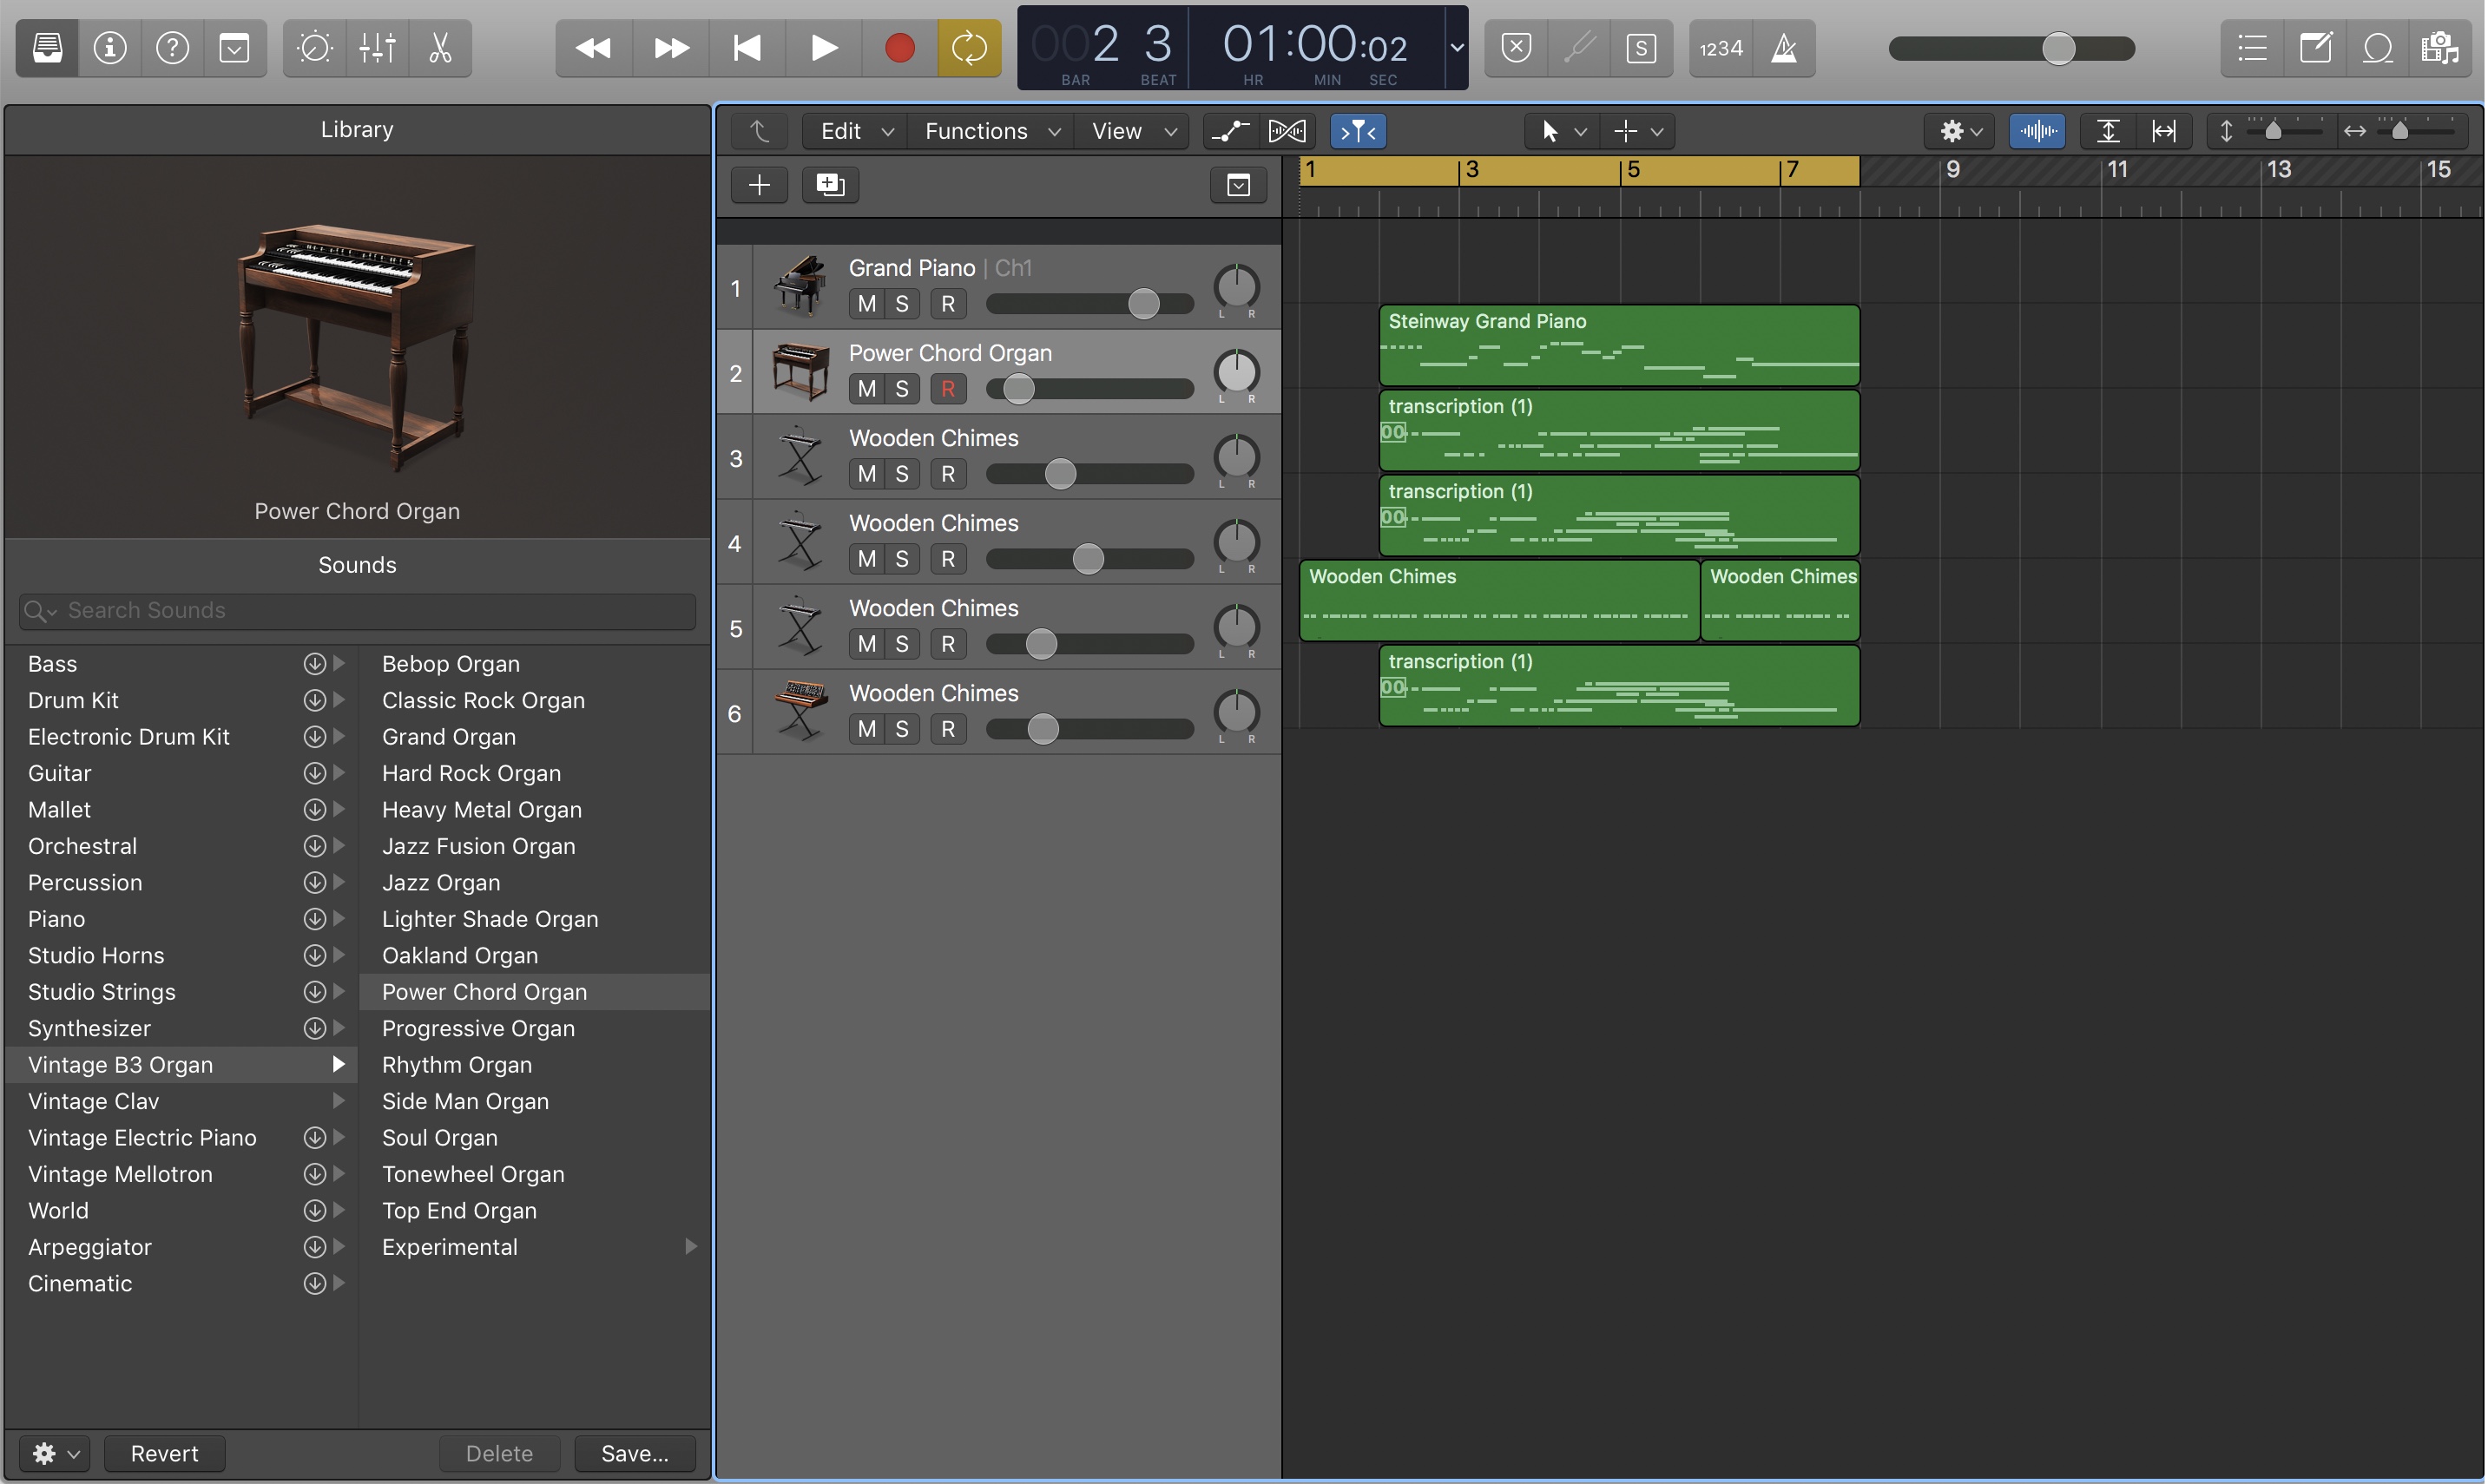 002 3
BAR BEAT
01:00:02
HR MIN SEC
S
1234
Library
Power Chord Organ
Sounds
Search Sounds
Bass
Drum Kit
Electronic Drum Kit
Guitar
Mallet
Orchestral
Percussion
Piano
Studio Horns
Studio Strings
Synthesizer
Vintage B3 Organ
Vintage Clav
Vintage Electric Piano
Vintage Mellotron
World
Arpeggiator
Cinematic
Bebop Organ
Classic Rock Organ
Grand Organ
Hard Rock Organ
Heavy Metal Organ
Jazz Fusion Organ
Jazz Organ
Lighter Shade Organ
Oakland Organ
Power Chord Organ
Progressive Organ
Rhythm Organ
Side Man Organ
Soul Organ
Tonewheel Organ
Top End Organ
Experimental
Revert
Delete
Save...
Edit
Functions
View
1 3 5 7 9 11 13 15
1
Grand Piano | Ch1
M S R
L R
2
Power Chord Organ
M S R
L R
3
Wooden Chimes
M S R
L R
4
Wooden Chimes
M S R
L R
5
Wooden Chimes
M S R
L R
6
Wooden Chimes
M S R
L R
Steinway Grand Piano
transcription (1)
transcription (1)
Wooden Chimes
Wooden Chimes
transcription (1)